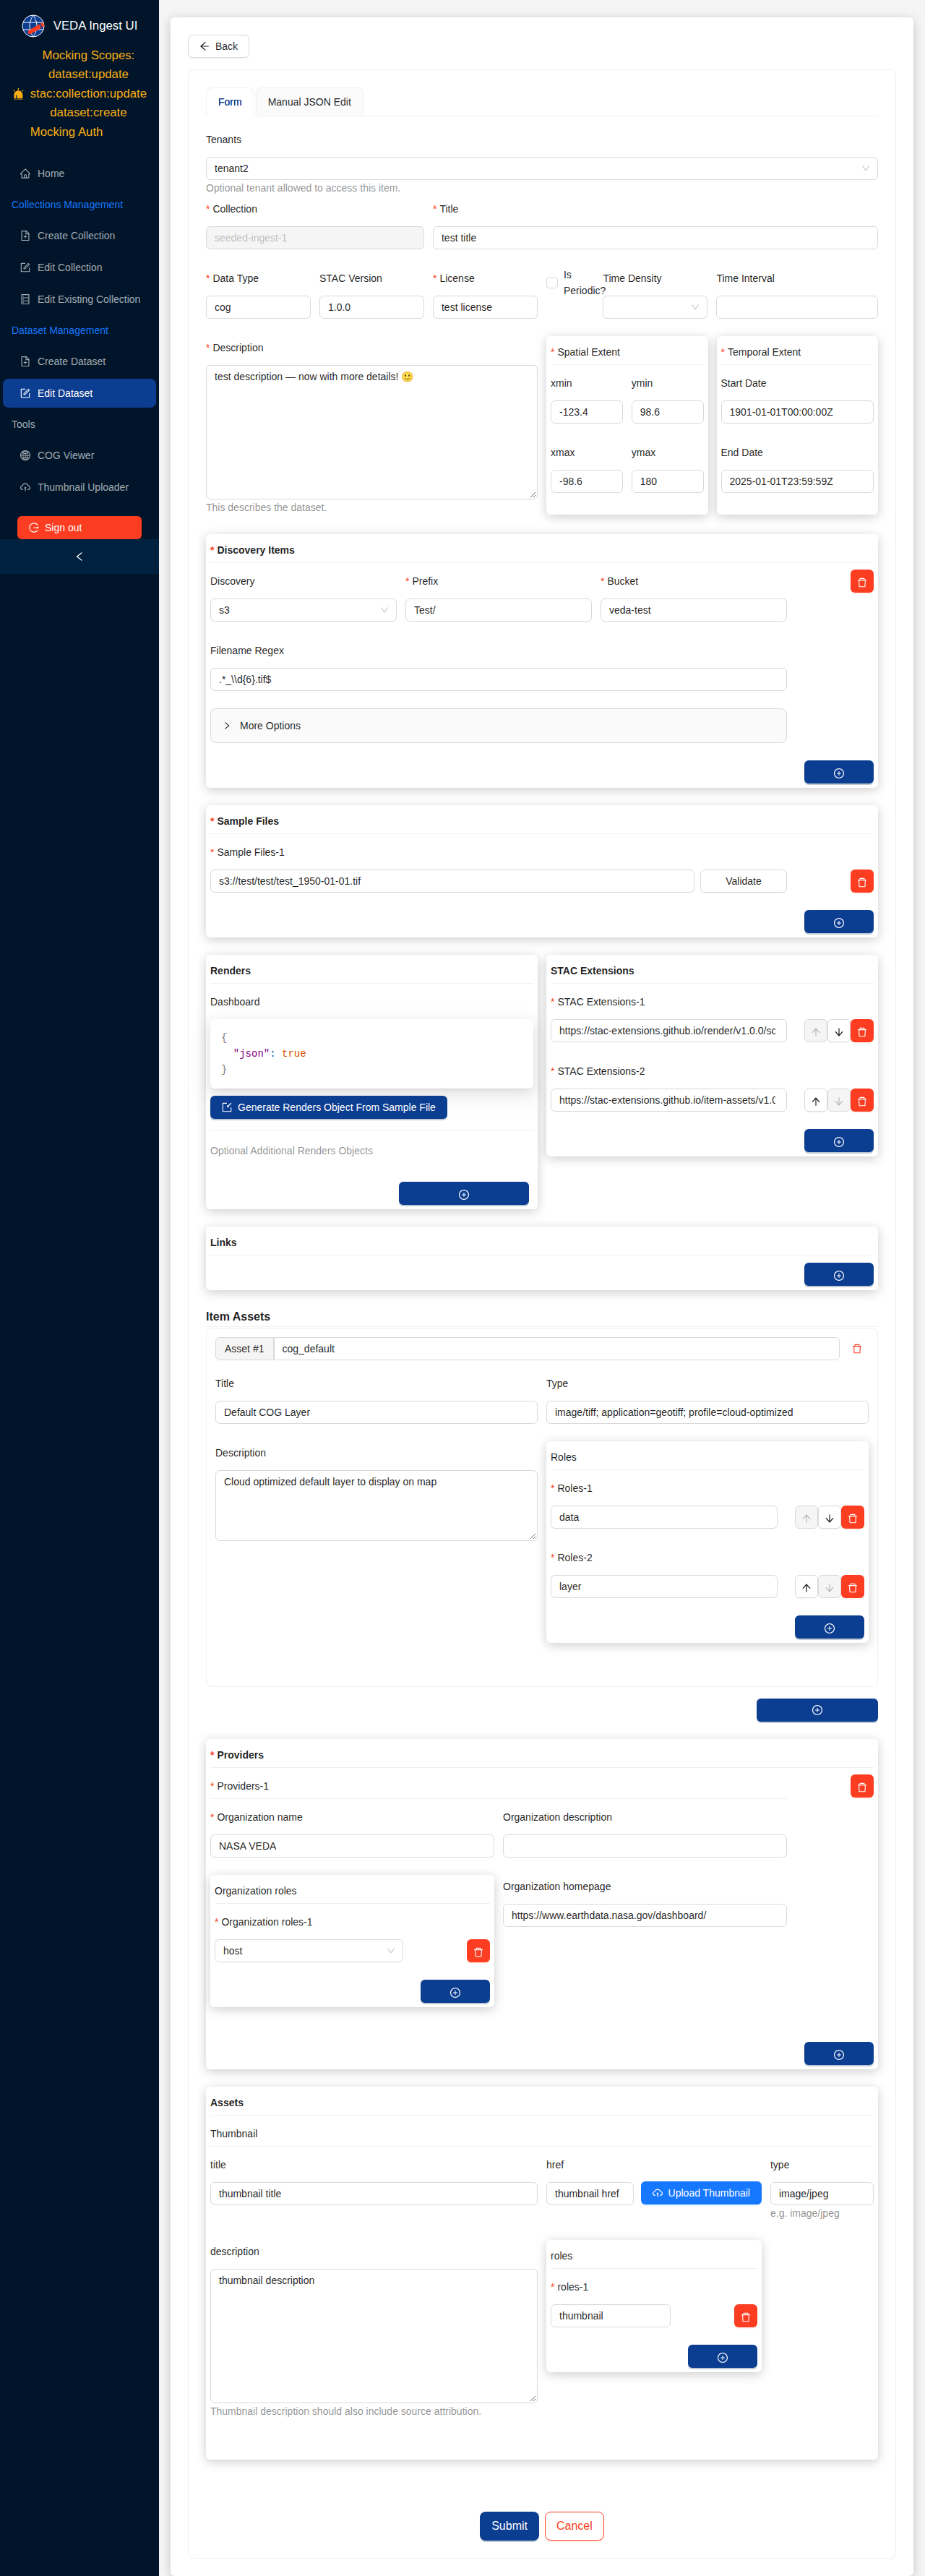 VEDA Ingest UI
Mocking Scopes:
dataset:update
stac:collection:update
dataset:create
Mocking Auth
Home
Collections Management
Create Collection
Edit Collection
Edit Existing Collection
Dataset Management
Create Dataset
Edit Dataset
Tools
COG Viewer
Thumbnail Uploader
Sign out
Back
Form Manual JSON Edit
Tenants
tenant2
Optional tenant allowed to access this item.
* Collection * Title
seeded-ingest-1 test title
* Data Type STAC Version * License Is Periodic? Time Density Time Interval
cog 1.0.0 test license
* Description
test description — now with more details! 🙂
This describes the dataset.
* Spatial Extent
xmin ymin
-123.4 98.6
xmax ymax
-98.6 180
* Temporal Extent
Start Date
1901-01-01T00:00:00Z
End Date
2025-01-01T23:59:59Z
* Discovery Items
Discovery * Prefix * Bucket
s3 Test/ veda-test
Filename Regex
.*_\\d{6}.tif$
More Options
* Sample Files
* Sample Files-1
s3://test/test/test_1950-01-01.tif Validate
Renders
Dashboard
{
"json": true
}
Generate Renders Object From Sample File
Optional Additional Renders Objects
STAC Extensions
* STAC Extensions-1
https://stac-extensions.github.io/render/v1.0.0/sc
* STAC Extensions-2
https://stac-extensions.github.io/item-assets/v1.0
Links
Item Assets
Asset #1 cog_default
Title Type
Default COG Layer image/tiff; application=geotiff; profile=cloud-optimized
Description
Cloud optimized default layer to display on map
Roles
* Roles-1
data
* Roles-2
layer
* Providers
* Providers-1
* Organization name Organization description
NASA VEDA
Organization roles
* Organization roles-1
host
Organization homepage
https://www.earthdata.nasa.gov/dashboard/
Assets
Thumbnail
title href type
thumbnail title thumbnail href Upload Thumbnail image/jpeg
e.g. image/jpeg
description
thumbnail description
Thumbnail description should also include source attribution.
roles
* roles-1
thumbnail
Submit Cancel